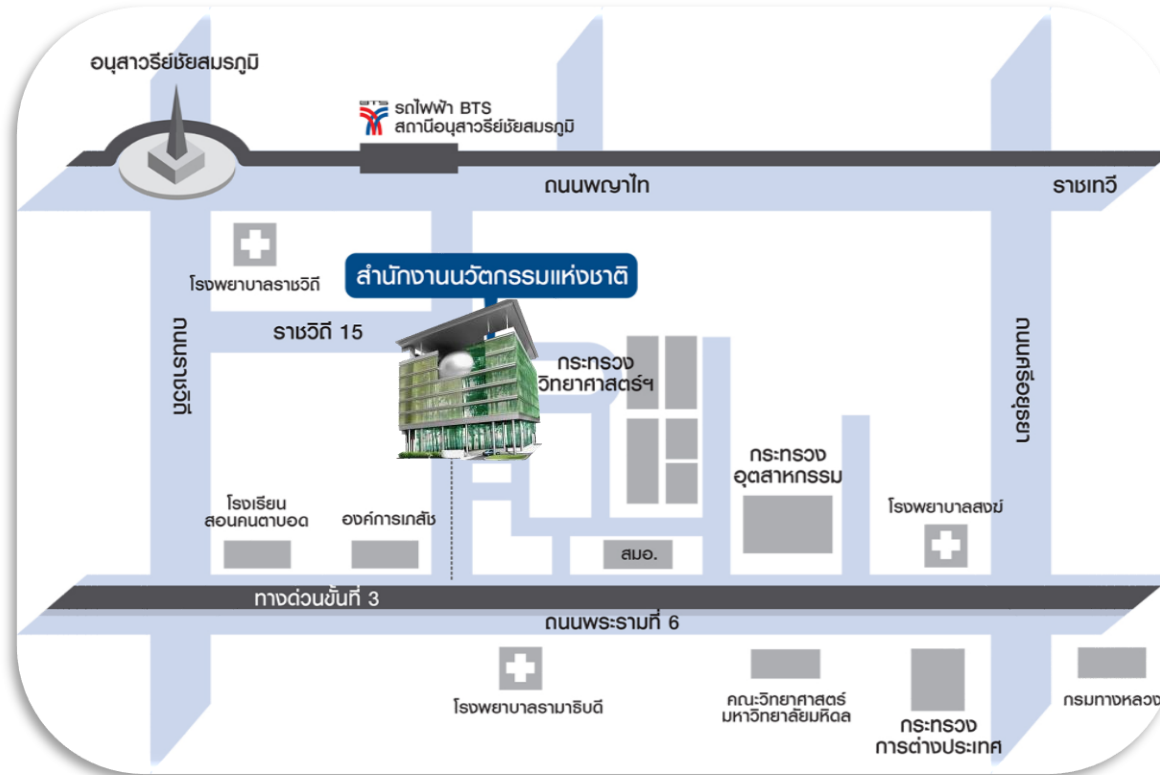 อนุสาวรีย์ชัยสมรภูมิ
BTS
รถไฟฟ้า BTS
สถานีอนุสาวรีย์ชัยสมรภูมิ
ถนนพญาไท
ราชเทวี
โรงพยาบาลราชวิถี
สำนักงานนวัตกรรมแห่งชาติ
ราชวิถี 15
ถนนราชวิถี
กระทรวง
วิทยาศาสตร์ฯ
ถนนศรีอยุธยา
กระทรวง
อุตสาหกรรม
โรงเรียน
สอนคนตาบอด
องค์การเภสัช
โรงพยาบาลสงฆ์
สมอ.
ทางด่วนขั้นที่ 3
ถนนพระรามที่ 6
โรงพยาบาลรามาธิบดี
คณะวิทยาศาสตร์
มหาวิทยาลัยมหิดล
กระทรวง
การต่างประเทศ
กรมทางหลวง